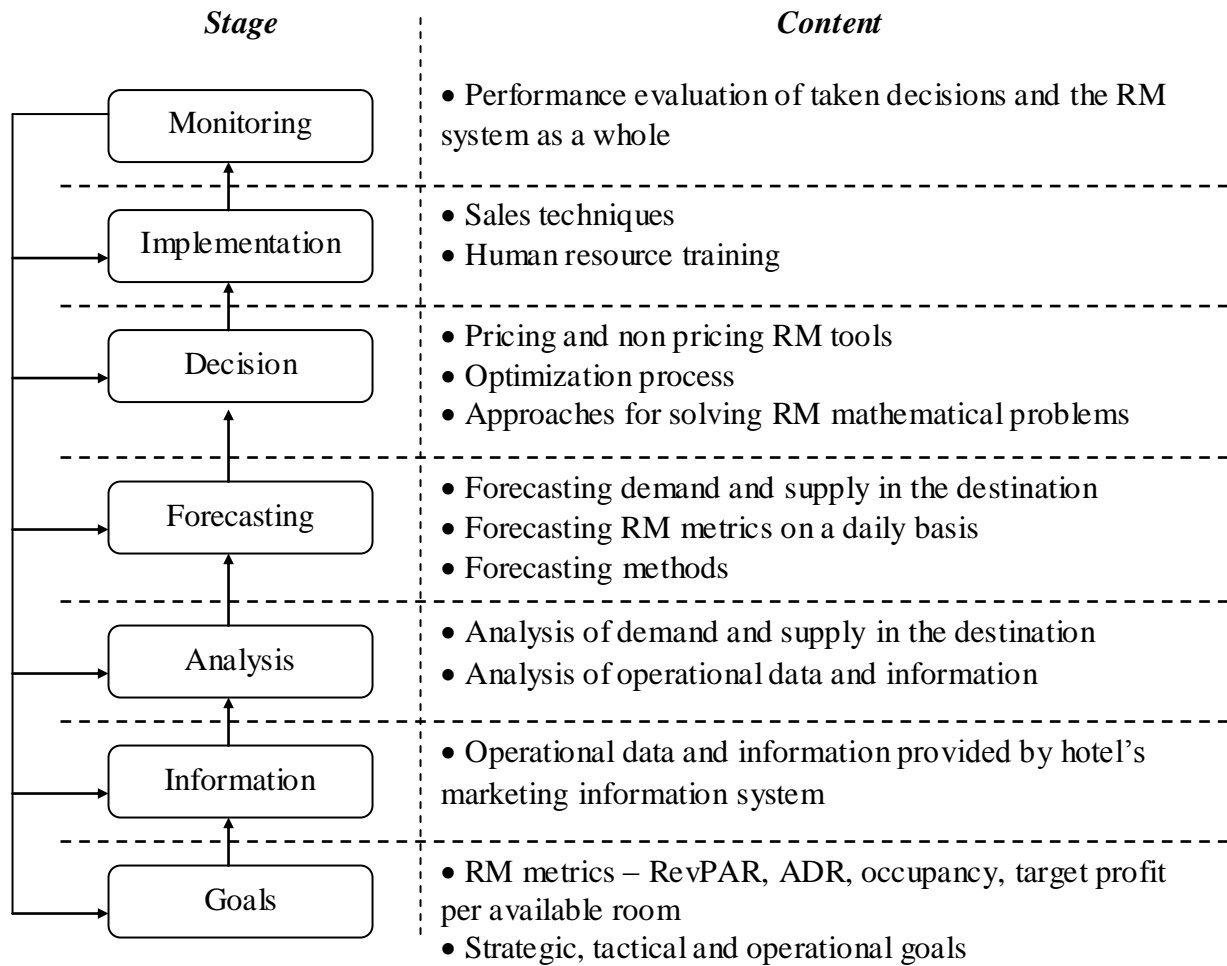 Stage Content
Monitoring
• Performance evaluation of taken decisions and the RM
system as a whole
Implementation
• Sales techniques
• Human resource training
Decision
• Pricing and non pricing RM tools
• Optimization process
• Approaches for solving RM mathematical problems
Forecasting
• Forecasting demand and supply in the destination
• Forecasting RM metrics on a daily basis
• Forecasting methods
Analysis
• Analysis of demand and supply in the destination
• Analysis of operational data and information
Information
• Operational data and information provided by hotel’s
marketing information system
Goals
• RM metrics – RevPAR, ADR, occupancy, target profit
per available room
• Strategic, tactical and operational goals